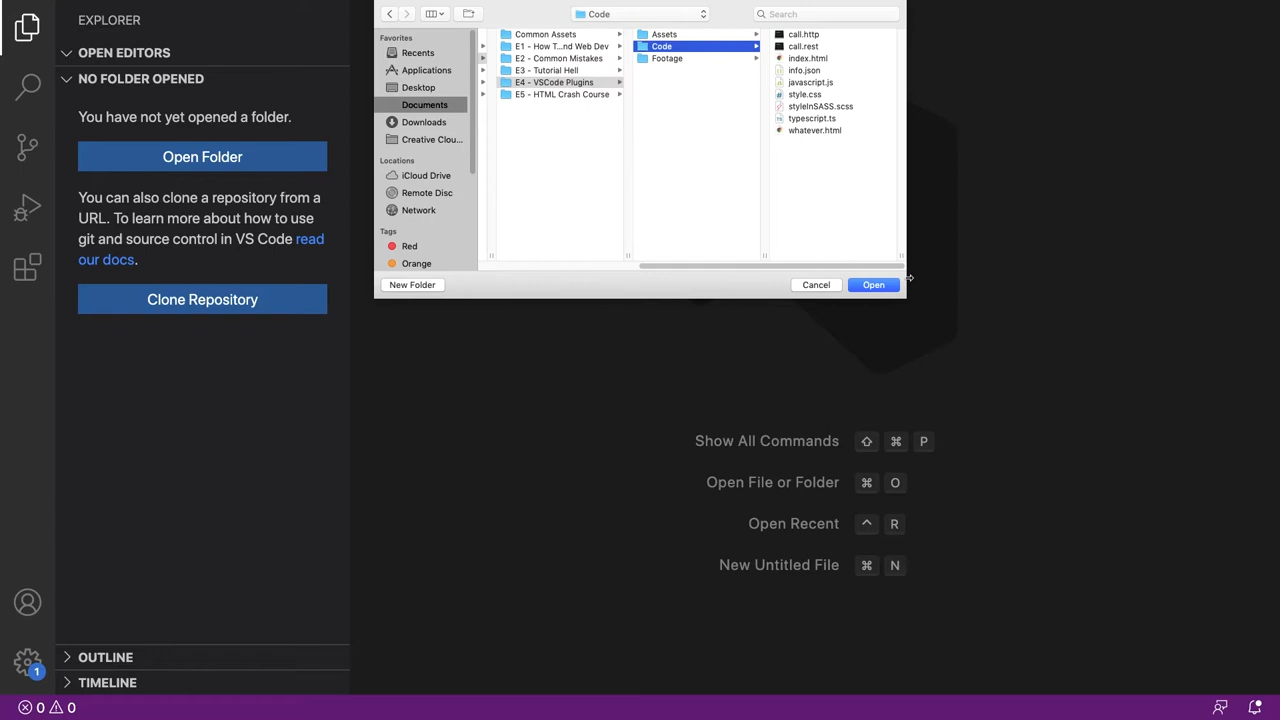 EXPLORER
OPEN EDITORS
NO FOLDER OPENED
You have not yet opened a folder.
Open Folder
You can also clone a repository from a
URL. To learn more about how to use
git and source control in VS Code read
our docs.
Clone Repository
OUTLINE
TIMELINE
1
0
0
Code
Search
Favorites
Recents
Applications
Desktop
Documents
Downloads
Creative Clou...
Locations
iCloud Drive
Remote Disc
Network
Tags
Red
Orange
Common Assets
E1 - How T...nd Web Dev
E2 - Common Mistakes
E3 - Tutorial Hell
E4 - VSCode Plugins
E5 - HTML Crash Course
Assets
Code
Footage
call.http
call.rest
index.html
info.json
javascript.js
style.css
styleInSASS.scss
typescript.ts
whatever.html
New Folder
Cancel
Open
Show All Commands ⇧ ⌘ P
Open File or Folder ⌘ O
Open Recent ^ R
New Untitled File ⌘ N